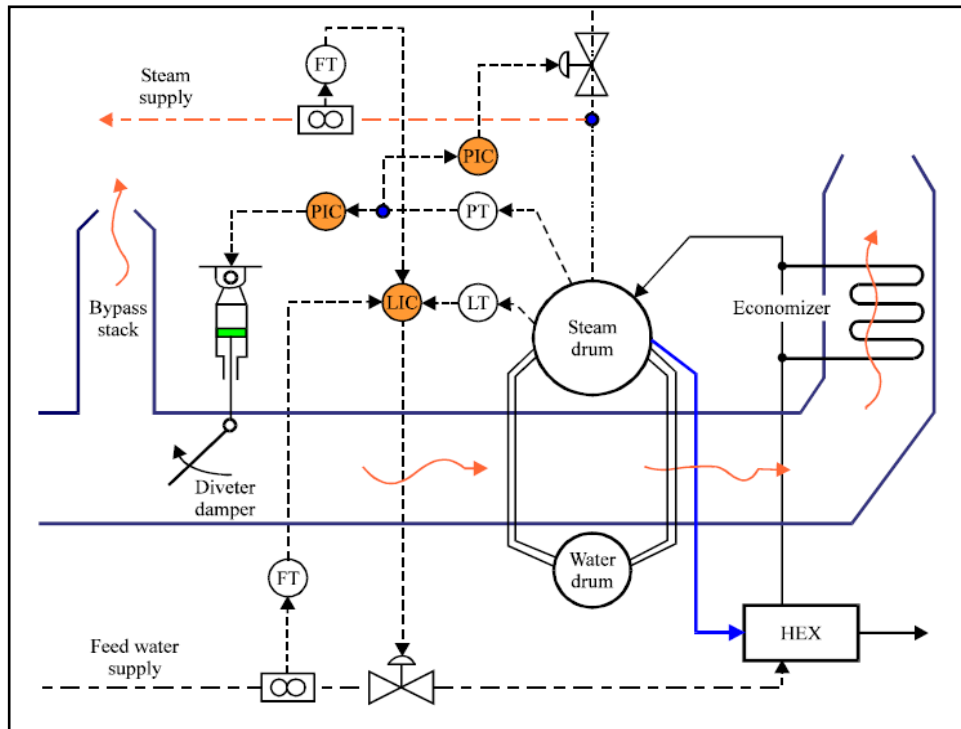 FT
Steam
supply
PIC
PIC
PT
Bypass
stack
LIC
LT
Steam
drum
Economizer
Diveter
damper
FT
Water
drum
HEX
Feed water
supply